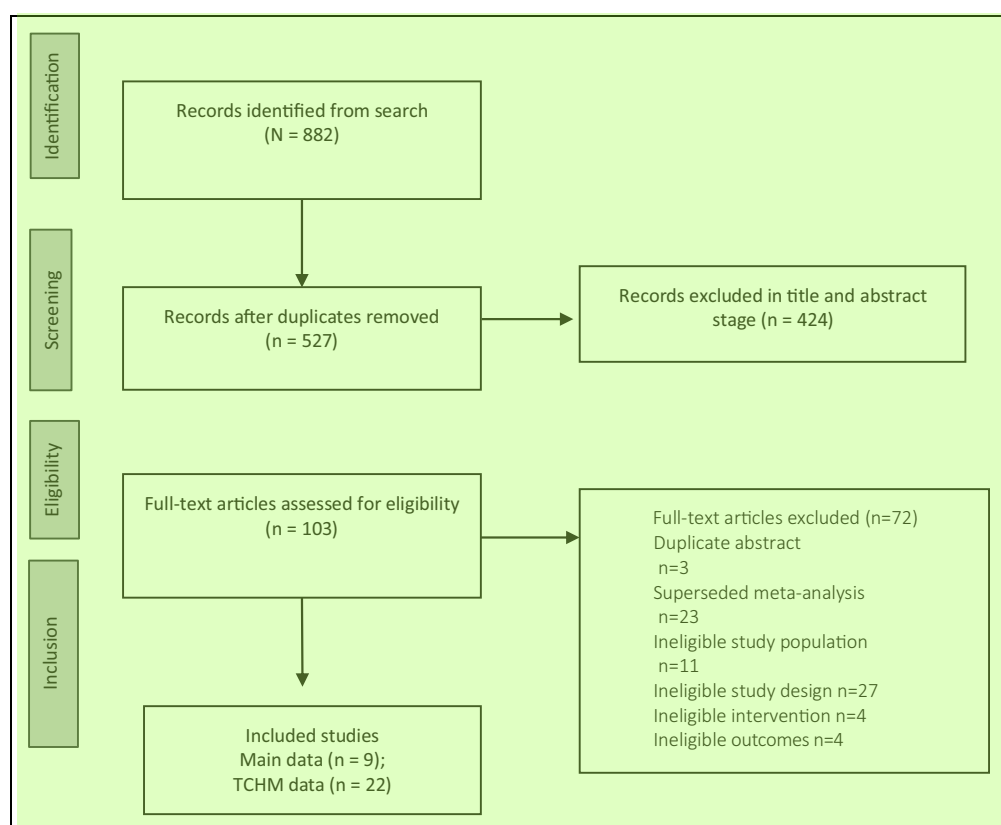 Identification
Records identified from search
(N = 882)
Screening
Records after duplicates removed
(n = 527)
Records excluded in title and abstract
stage (n = 424)
Eligibility
Full-text articles assessed for eligibility
(n = 103)
Full-text articles excluded (n=72)
Duplicate abstract
n=3
Superseded meta-analysis
n=23
Ineligible study population
n=11
Ineligible study design n=27
Ineligible intervention n=4
Ineligible outcomes n=4
Inclusion
Included studies
Main data (n = 9);
TCHM data (n = 22)